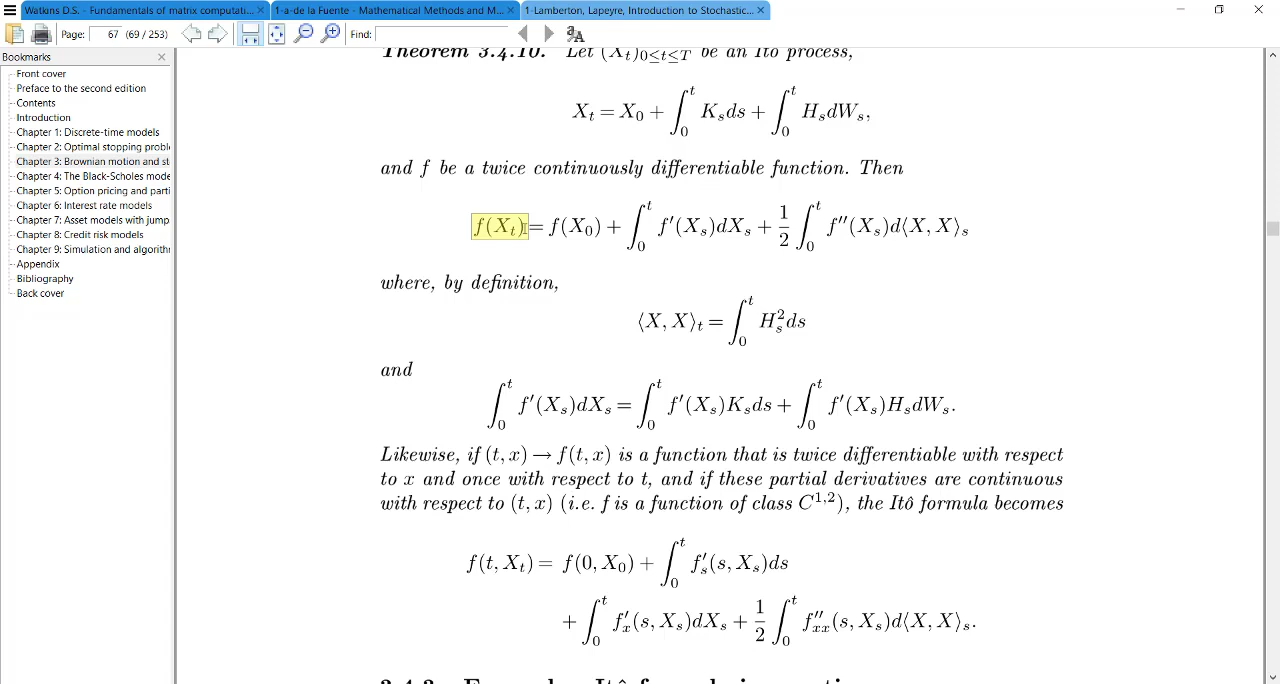 Watkins D.S. - Fundamentals of matrix computati... × 1-a-de la Fuente - Mathematical Methods and M... × 1-Lamberton, Lapeyre, Introduction to Stochastic... ×
Page: 67 (69 / 253) Find:
Bookmarks
Front cover
Preface to the second edition
Contents
Introduction
Chapter 1: Discrete-time models
Chapter 2: Optimal stopping probl
Chapter 3: Brownian motion and st
Chapter 4: The Black-Scholes mode
Chapter 5: Option pricing and parti
Chapter 6: Interest rate models
Chapter 7: Asset models with jump
Chapter 8: Credit risk models
Chapter 9: Simulation and algorithm
Appendix
Bibliography
Back cover
Theorem 3.4.10. Let (X_t)_{0≤t≤T} be an Itô process,
X_t = X_0 + ∫_0^t K_s ds + ∫_0^t H_s dW_s,
and f be a twice continuously differentiable function. Then
f(X_t) = f(X_0) + ∫_0^t f′(X_s)dX_s + 1/2 ∫_0^t f″(X_s)d⟨X, X⟩_s
where, by definition,
⟨X, X⟩_t = ∫_0^t H_s^2 ds
and
∫_0^t f′(X_s)dX_s = ∫_0^t f′(X_s)K_s ds + ∫_0^t f′(X_s)H_s dW_s.
Likewise, if (t, x) → f(t, x) is a function that is twice differentiable with respect
to x and once with respect to t, and if these partial derivatives are continuous
with respect to (t, x) (i.e. f is a function of class C^{1,2}), the Itô formula becomes
f(t, X_t) = f(0, X_0) + ∫_0^t f′_s(s, X_s)ds
+ ∫_0^t f′_x(s, X_s)dX_s + 1/2 ∫_0^t f″_{xx}(s, X_s)d⟨X, X⟩_s.